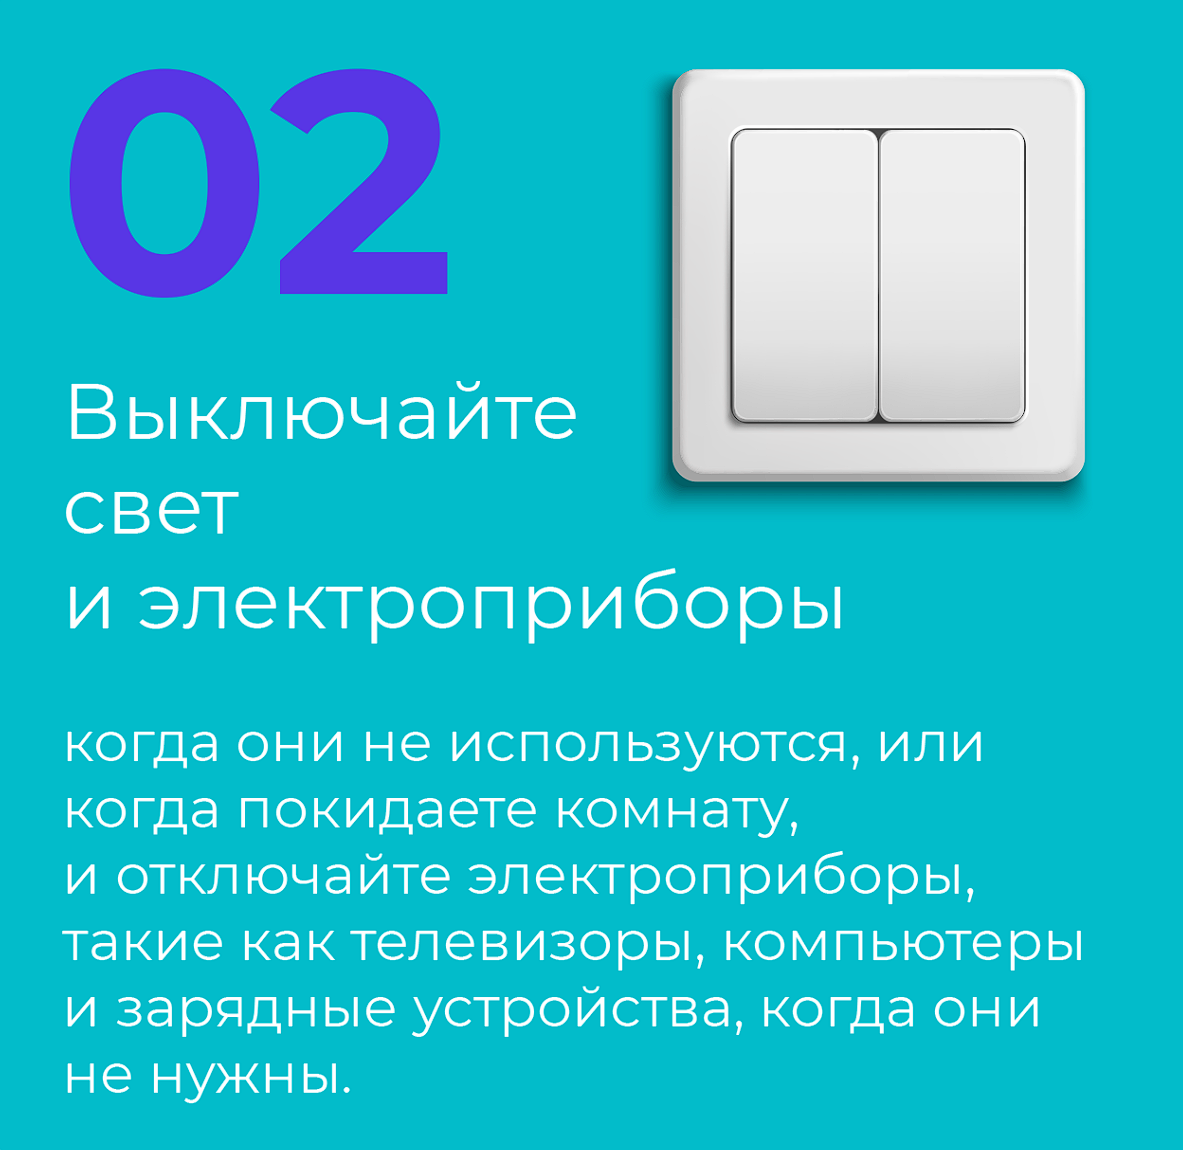 02
Выключайте
свет
и электроприборы
когда они не используются, или
когда покидаете комнату,
и отключайте электроприборы,
такие как телевизоры, компьютеры
и зарядные устройства, когда они
не нужны.